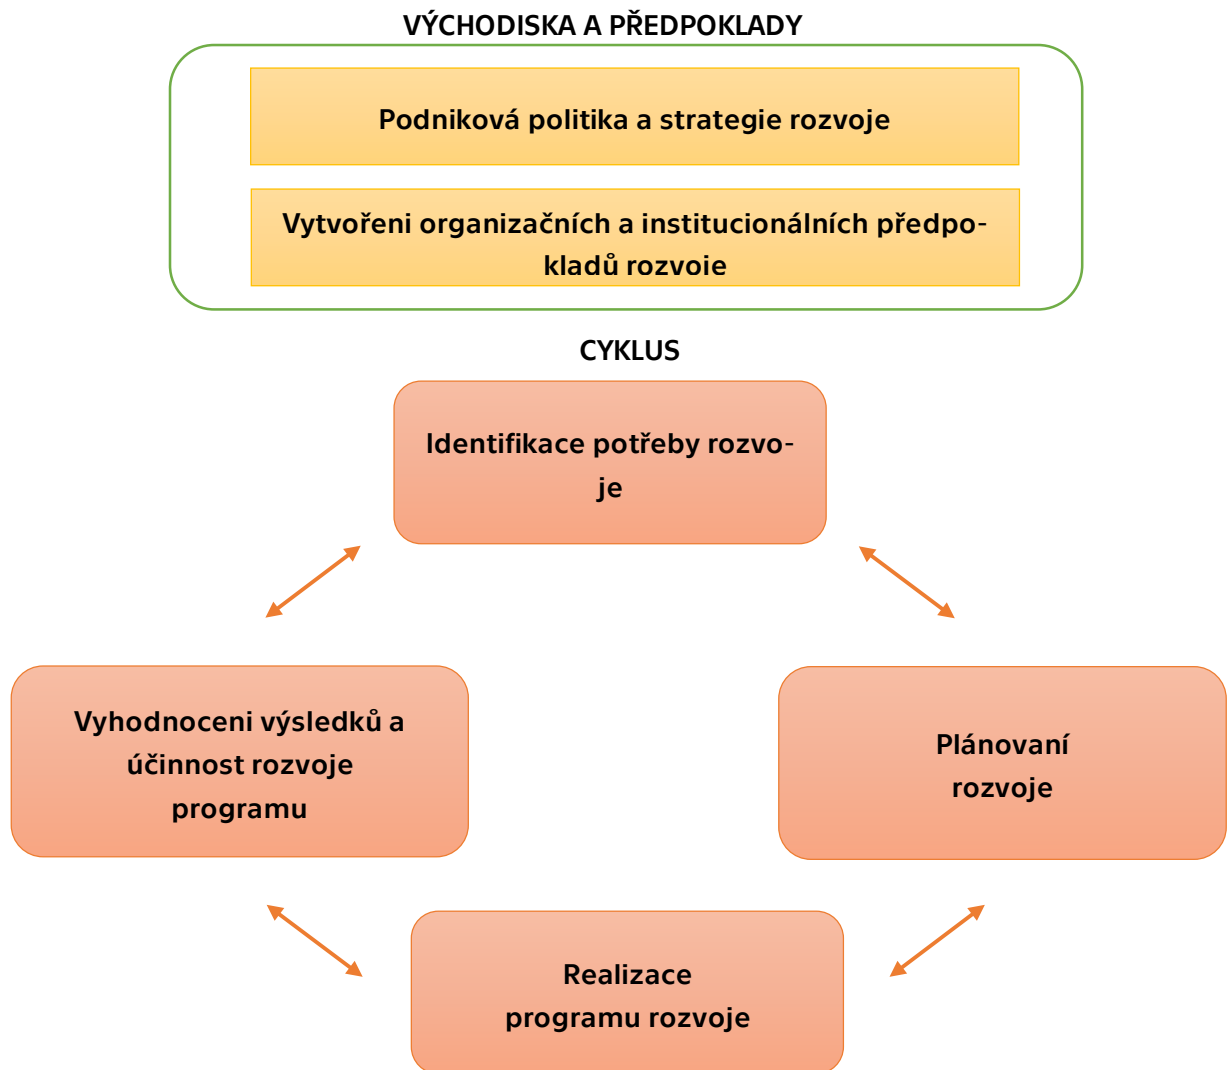 VÝCHODISKA A PŘEDPOKLADY
Podniková politika a strategie rozvoje
Vytvořeni organizačních a institucionálních předpo-
kladů rozvoie
CYKLUS
Identifikace potřeby rozvo-
je
Vyhodnoceni výsledků a
účinnost rozvoje
programu
Plánovaní
rozvoje
Realizace
programu rozvoje